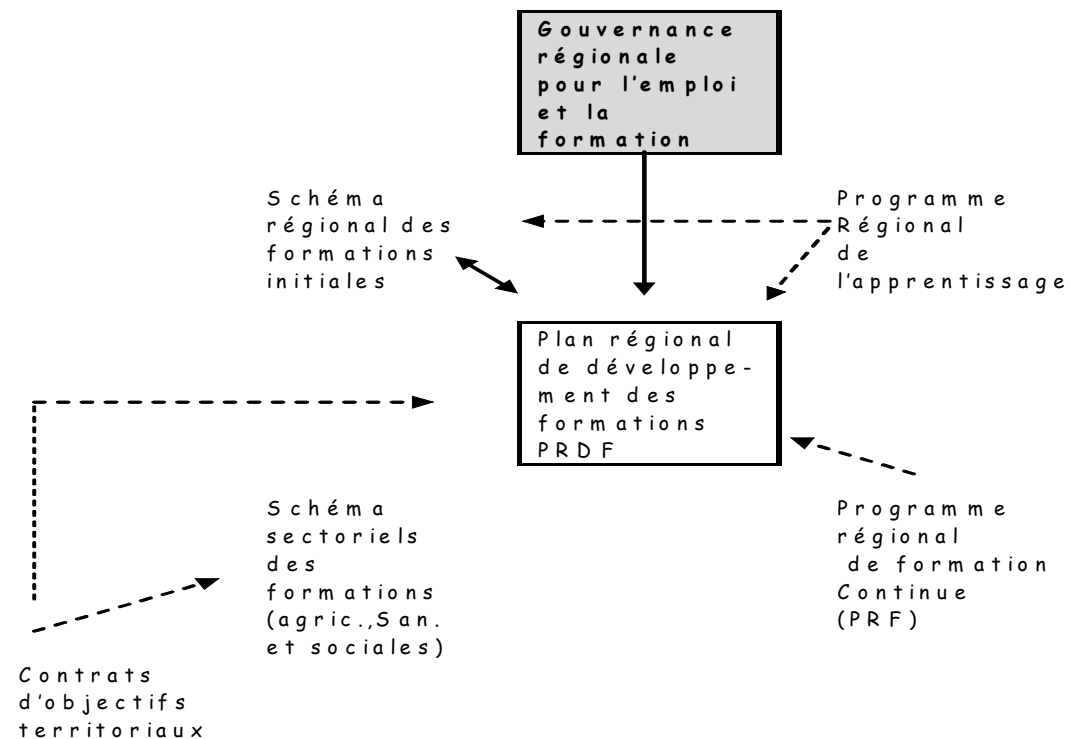 Gouvernance
régionale
pour l'emploi
et la
formation
Schéma
régional des
formations
initiales
Programme
Régional
de
l'apprentissage
Plan régional
de développe-
ment des
formations
PRDF
Schéma
sectoriels
des
formations
(agric.,San.
et sociales)
Programme
régional
de formation
Continue
(PRF)
Contrats
d'objectifs
territoriaux